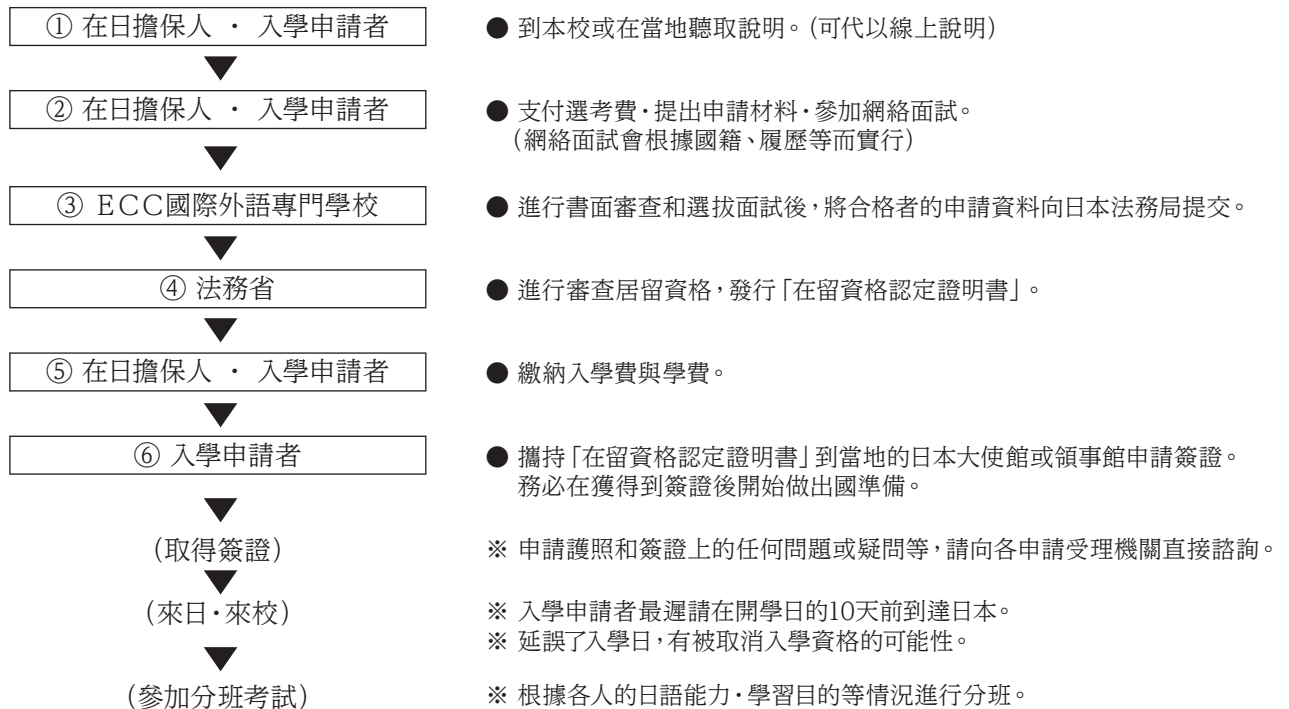 ① 在日擔保人 ・ 入學申請者
● 到本校或在當地聽取說明。(可代以線上說明)
② 在日擔保人 ・ 入學申請者
● 支付選考費・提出申請材料・參加網絡面試。
(網絡面試會根據國籍、履歷等而實行)
③ ECC國際外語專門學校
● 進行書面審查和選拔面試後，將合格者的申請資料向日本法務局提交。
④ 法務省
● 進行審查居留資格，發行「在留資格認定證明書」。
⑤ 在日擔保人 ・ 入學申請者
● 繳納入學費與學費。
⑥ 入學申請者
● 攜持「在留資格認定證明書」到當地的日本大使館或領事館申請簽證。
務必在獲得到簽證後開始做出國準備。
(取得簽證)
※ 申請護照和簽證上的任何問題或疑問等，請向各申請受理機關直接諮詢。
(來日・來校)
※ 入學申請者最遲請在開學日的10天前到達日本。
※ 延誤了入學日，有被取消入學資格的可能性。
(參加分班考試)
※ 根據各人的日語能力・學習目的等情況進行分班。